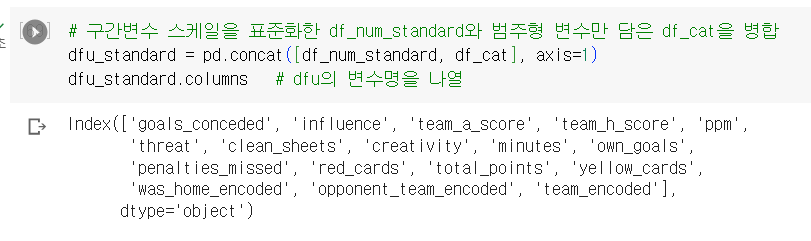 # 구간변수 스케일을 표준화한 df_num_standard와 범주형 변수만 담은 df_cat을 병합
dfu_standard = pd.concat([df_num_standard, df_cat], axis=1)
dfu_standard.columns   # dfu의 변수명을 나열
Index(['goals_conceded', 'influence', 'team_a_score', 'team_h_score', 'ppm',
       'threat', 'clean_sheets', 'creativity', 'minutes', 'own_goals',
       'penalties_missed', 'red_cards', 'total_points', 'yellow_cards',
       'was_home_encoded', 'opponent_team_encoded', 'team_encoded'],
      dtype='object')